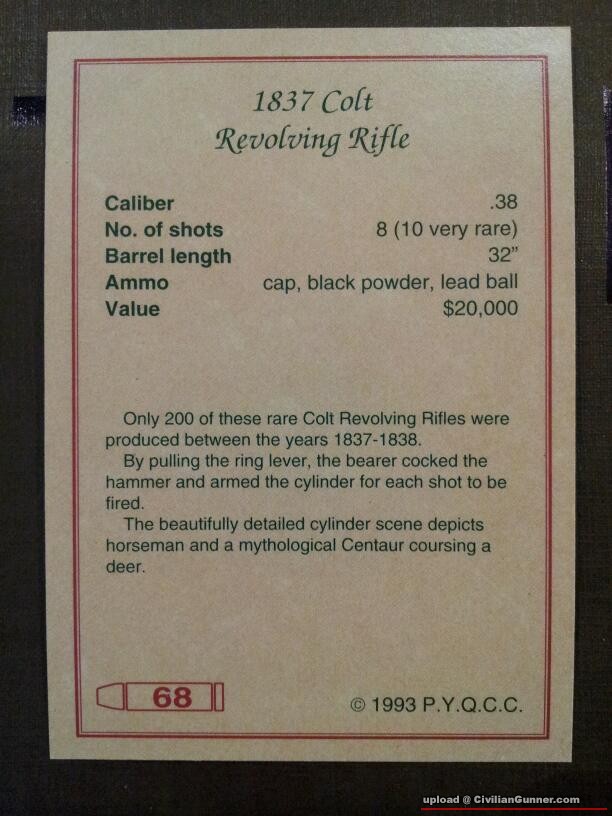 1837 Colt
Revolving Rifle
Caliber .38
No. of shots 8 (10 very rare)
Barrel length 32”
Ammo cap, black powder, lead ball
Value $20,000
Only 200 of these rare Colt Revolving Rifles were
produced between the years 1837-1838.
By pulling the ring lever, the bearer cocked the
hammer and armed the cylinder for each shot to be
fired.
The beautifully detailed cylinder scene depicts
horseman and a mythological Centaur coursing a
deer.
68 © 1993 P.Y.Q.C.C.
upload @ CivilianGunner.com